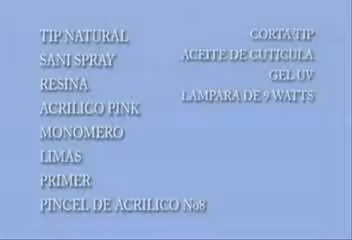 TIP NATURAL
SANI SPRAY
RESINA
ACRILICO PINK
MONOMERO
LIMAS
PRIMER
PINCEL DE ACRILICO No8
CORTA TIP
ACEITE DE CUTICULA
GEL UV
LAMPARA DE 9 WATTS